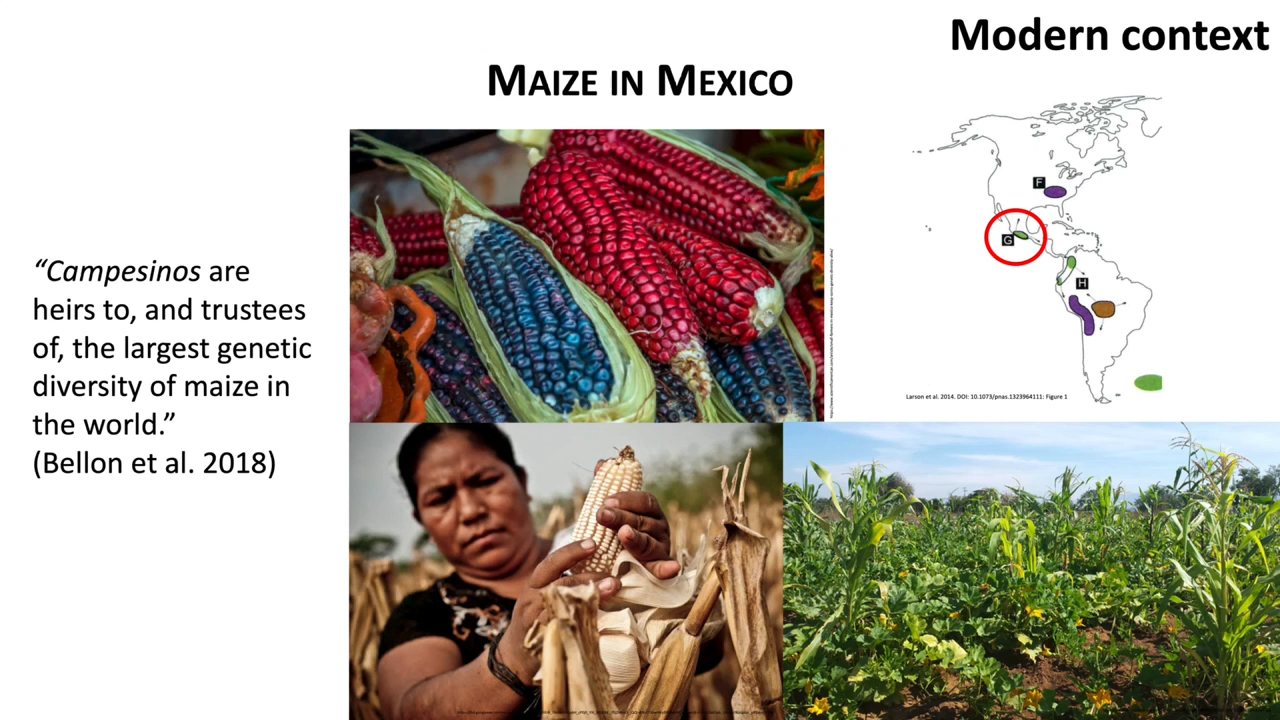 Modern context
MAIZE IN MEXICO
“Campesinos are
heirs to, and trustees
of, the largest genetic
diversity of maize in
the world.”
(Bellon et al. 2018)
F
G
H
Larson et al. 2014. DOI: 10.1073/pnas.1323964111: Figure 1